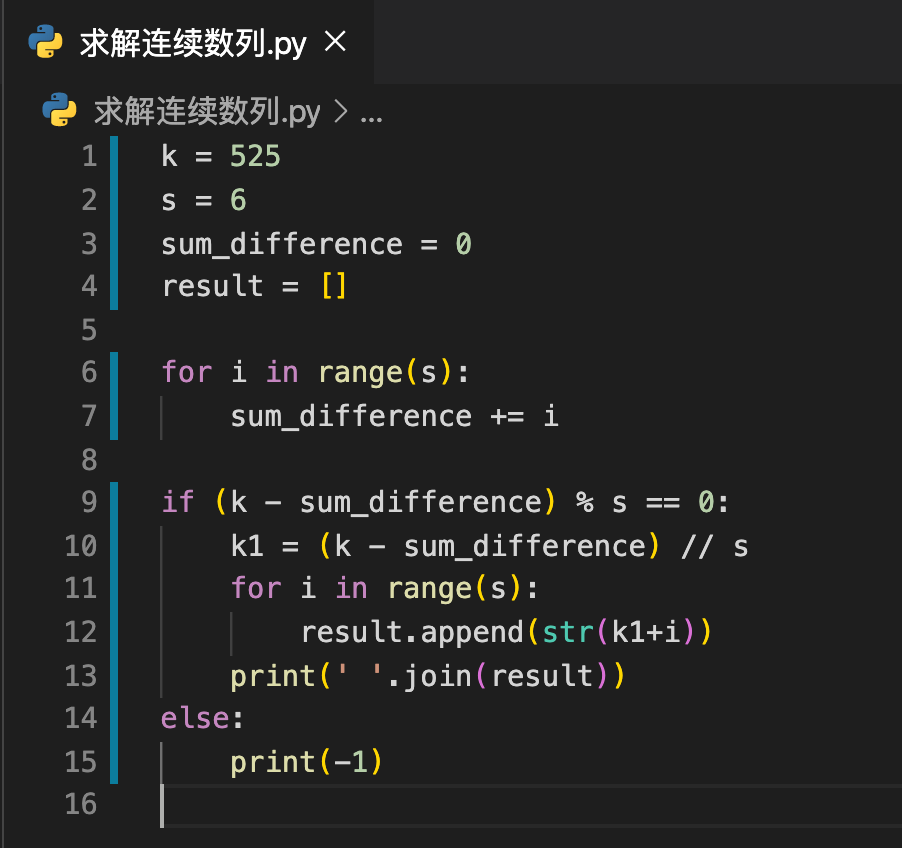 求解连续数列.py ×
求解连续数列.py > ...
1 k = 525
2 s = 6
3 sum_difference = 0
4 result = []
5
6 for i in range(s):
7     sum_difference += i
8
9 if (k - sum_difference) % s == 0:
10     k1 = (k - sum_difference) // s
11     for i in range(s):
12         result.append(str(k1+i))
13     print(' '.join(result))
14 else:
15     print(-1)
16